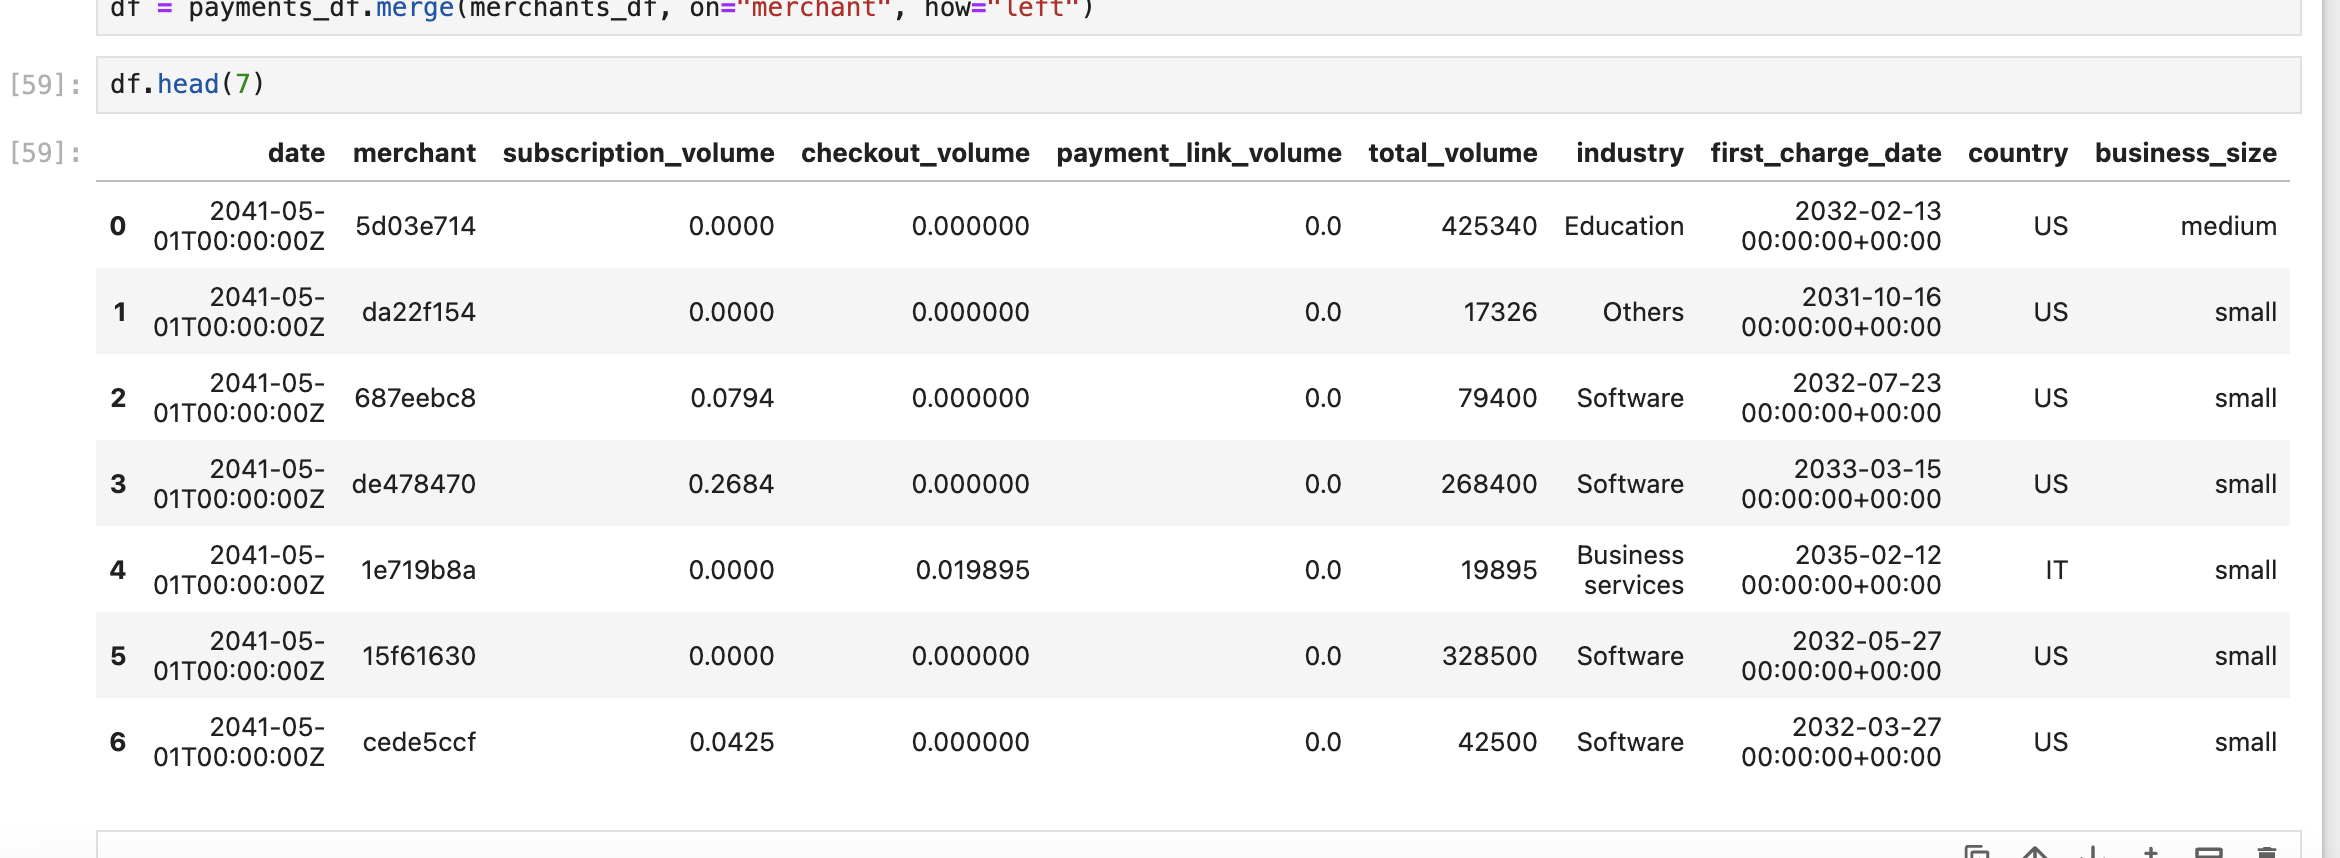 df = payments_df.merge(merchants_df, on="merchant", how="left")
[59]: df.head(7)
[59]: date merchant subscription_volume checkout_volume payment_link_volume total_volume industry first_charge_date country business_size
0 2041-05-01T00:00:00Z 5d03e714 0.0000 0.000000 0.0 425340 Education 2032-02-13 00:00:00+00:00 US medium
1 2041-05-01T00:00:00Z da22f154 0.0000 0.000000 0.0 17326 Others 2031-10-16 00:00:00+00:00 US small
2 2041-05-01T00:00:00Z 687eebc8 0.0794 0.000000 0.0 79400 Software 2032-07-23 00:00:00+00:00 US small
3 2041-05-01T00:00:00Z de478470 0.2684 0.000000 0.0 268400 Software 2033-03-15 00:00:00+00:00 US small
4 2041-05-01T00:00:00Z 1e719b8a 0.0000 0.019895 0.0 19895 Business services 2035-02-12 00:00:00+00:00 IT small
5 2041-05-01T00:00:00Z 15f61630 0.0000 0.000000 0.0 328500 Software 2032-05-27 00:00:00+00:00 US small
6 2041-05-01T00:00:00Z cede5ccf 0.0425 0.000000 0.0 42500 Software 2032-03-27 00:00:00+00:00 US small